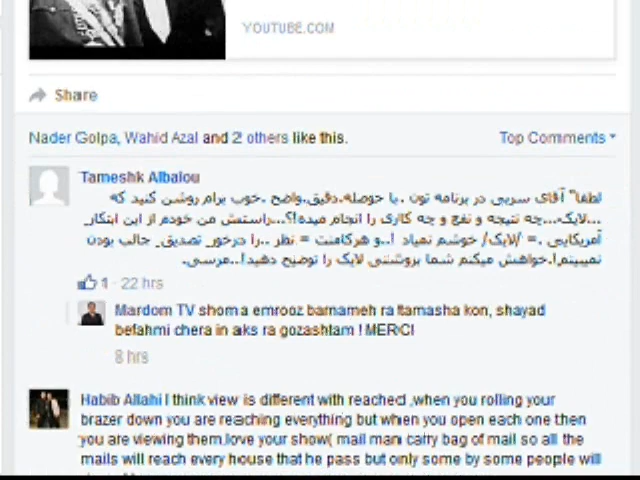 YOUTUBE.COM
Share
Nader Golpa, Wahid Azal and 2 others like this.
Top Comments
Tameshk Albalou
لطفا" آقای سربی در برنامه تون .با حوصله.دقیق.واضح .خوب برام روشن کنید که
...لایک...چه نتیجه و نفع و چه کاری را انجام میده!؟...راستش من خودم از این ابتکار_
آمریکایی .= /لایک/ خوشم نمیاد !..و هرکامنت = نظر ..را درخور_ تصدیق_ جالب بودن
نمیبینم!.خواهش میکنم شما بروشنی لایک را توضیح دهید!..مرسی.
1 · 22 hrs
Mardom TV shoma emrooz barnameh ra ttamasha kon, shayad
befahmi chera in aks ra gozashtam ! MERCI
8 hrs
Habib Allahi I think view is different with reached ,when you rolling your
brazer down you are reaching everything but when you open each one then
you are viewing them.love your show( mail man carry bag of mail so all the
mails will reach every house that he pass but only some by some people will